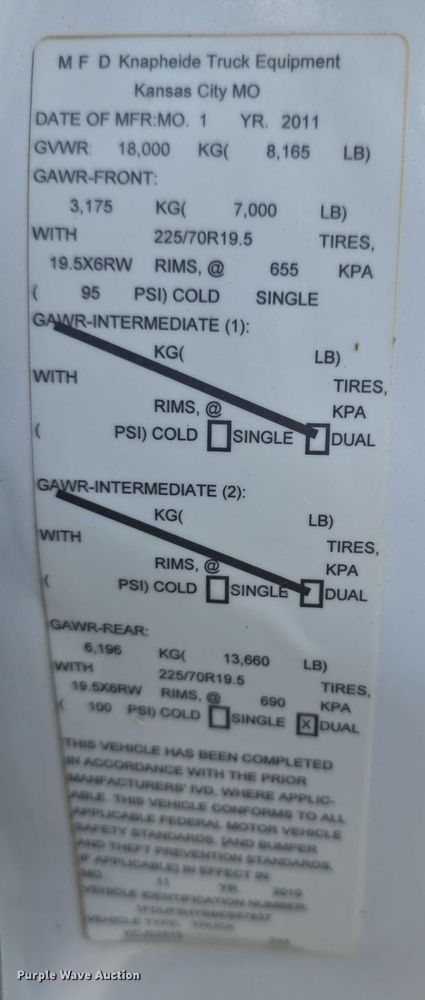 M F D Knapheide Truck Equipment
Kansas City MO
DATE OF MFR:MO. 1 YR. 2011
GVWR: 18,000 KG( 8,165 LB)
GAWR-FRONT:
3,175 KG( 7,000 LB)
WITH 225/70R19.5 TIRES,
19.5X6RW RIMS, @ 655 KPA
( 95 PSI) COLD SINGLE
GAWR-INTERMEDIATE (1):
KG( LB)
WITH TIRES,
RIMS, @ KPA
( PSI) COLD SINGLE DUAL
GAWR-INTERMEDIATE (2):
KG( LB)
WITH TIRES,
RIMS, @ KPA
( PSI) COLD SINGLE DUAL
GAWR-REAR:
6,196 KG( 13,660 LB)
WITH 225/70R19.5 TIRES,
19.5X6RW RIMS, @ 690 KPA
( 100 PSI) COLD SINGLE X DUAL
THIS VEHICLE HAS BEEN COMPLETED
IN ACCORDANCE WITH THE PRIOR
MANFACTURERS' IVD. WHERE APPLIC-
ABLE. THIS VEHICLE CONFORMS TO ALL
APPLICABLE FEDERAL MOTOR VEHICLE
SAFETY STANDARDS, [AND BUMPER
AND THEFT PREVENTION STANDARDS,
IF APPLICABLE] IN EFFECT IN:
MO. 11 YR. 2010
VEHICLE IDENTIFICATION NUMBER:
VEHICLE TYPE: TRUCK
Purple Wave Auction